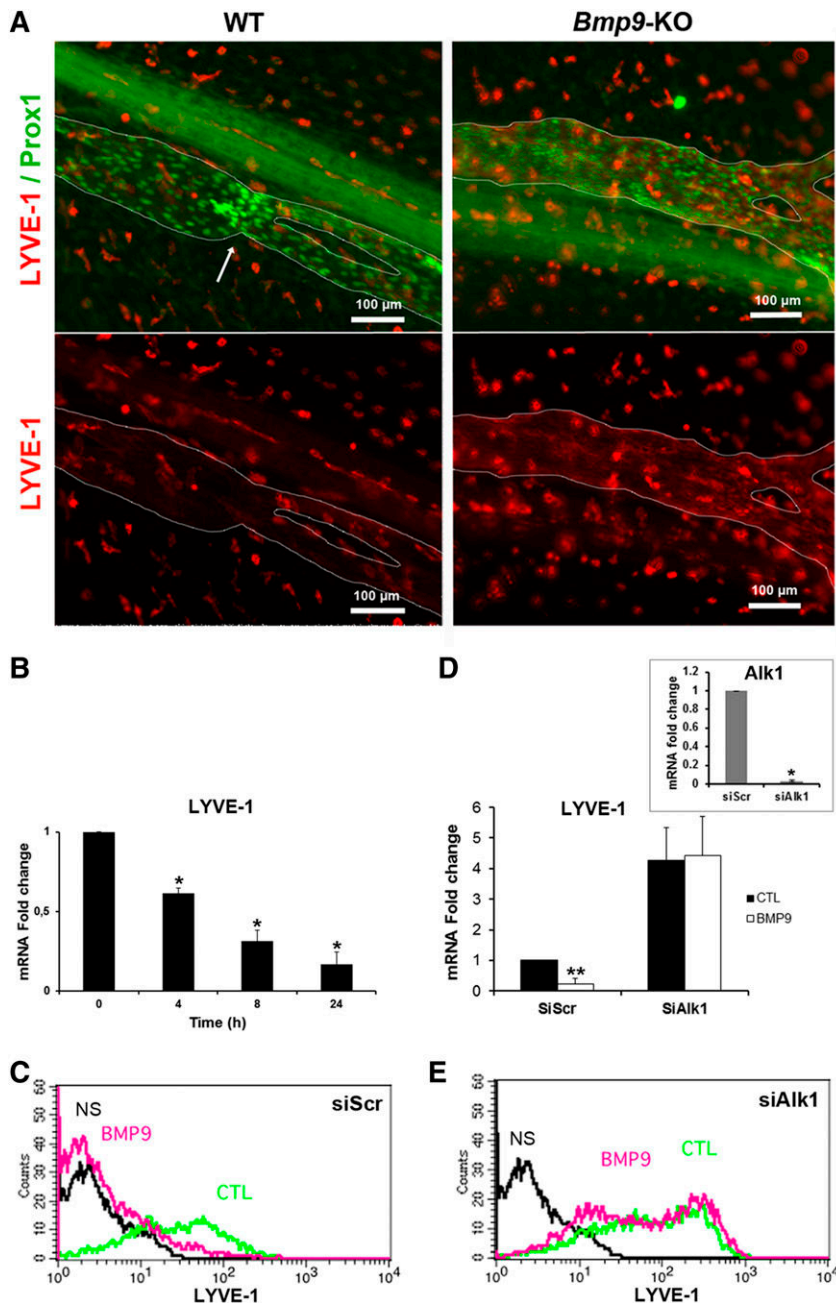 A
WT
Bmp9-KO
LYVE-1 / Prox1
100 µm
100 µm
LYVE-1
100 µm
100 µm
B
LYVE-1
mRNA Fold change
1
0,5
0
*
*
*
0
4
8
24
Time (h)
D
Alk1
mRNA fold change
1.2
1
0.8
0.6
0.4
0.2
0
*
siScr
siAlk1
LYVE-1
mRNA Fold change
6
5
4
3
2
1
0
**
CTL
BMP9
SiScr
SiAlk1
C
siScr
NS
BMP9
CTL
Counts
60
50
40
30
20
10
0
10⁰
10¹
10²
10³
10⁴
LYVE-1
E
siAlk1
NS
BMP9
CTL
Counts
60
50
40
30
20
10
0
10⁰
10¹
10²
10³
10⁴
LYVE-1